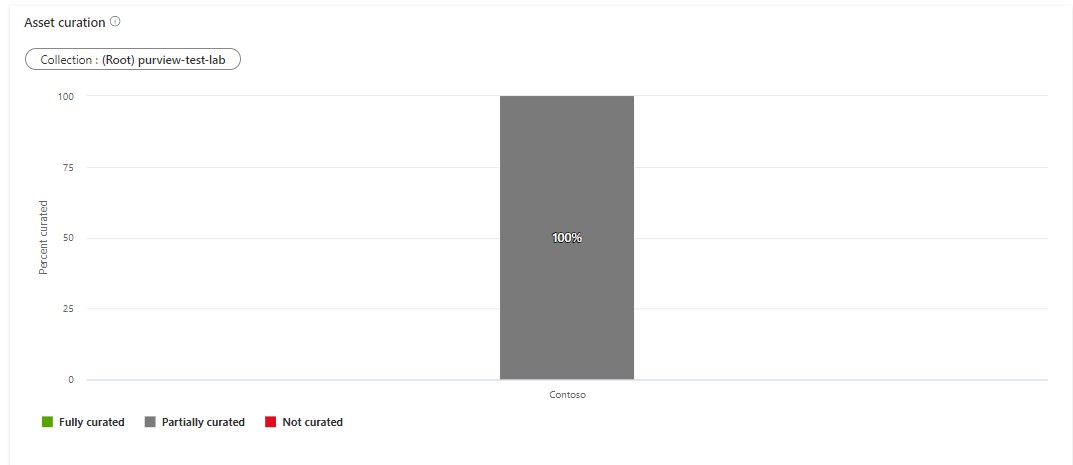 Asset curation
Collection : (Root) purview-test-lab
100
75
50
25
0
Percent curated
100%
Contoso
Fully curated
Partially curated
Not curated